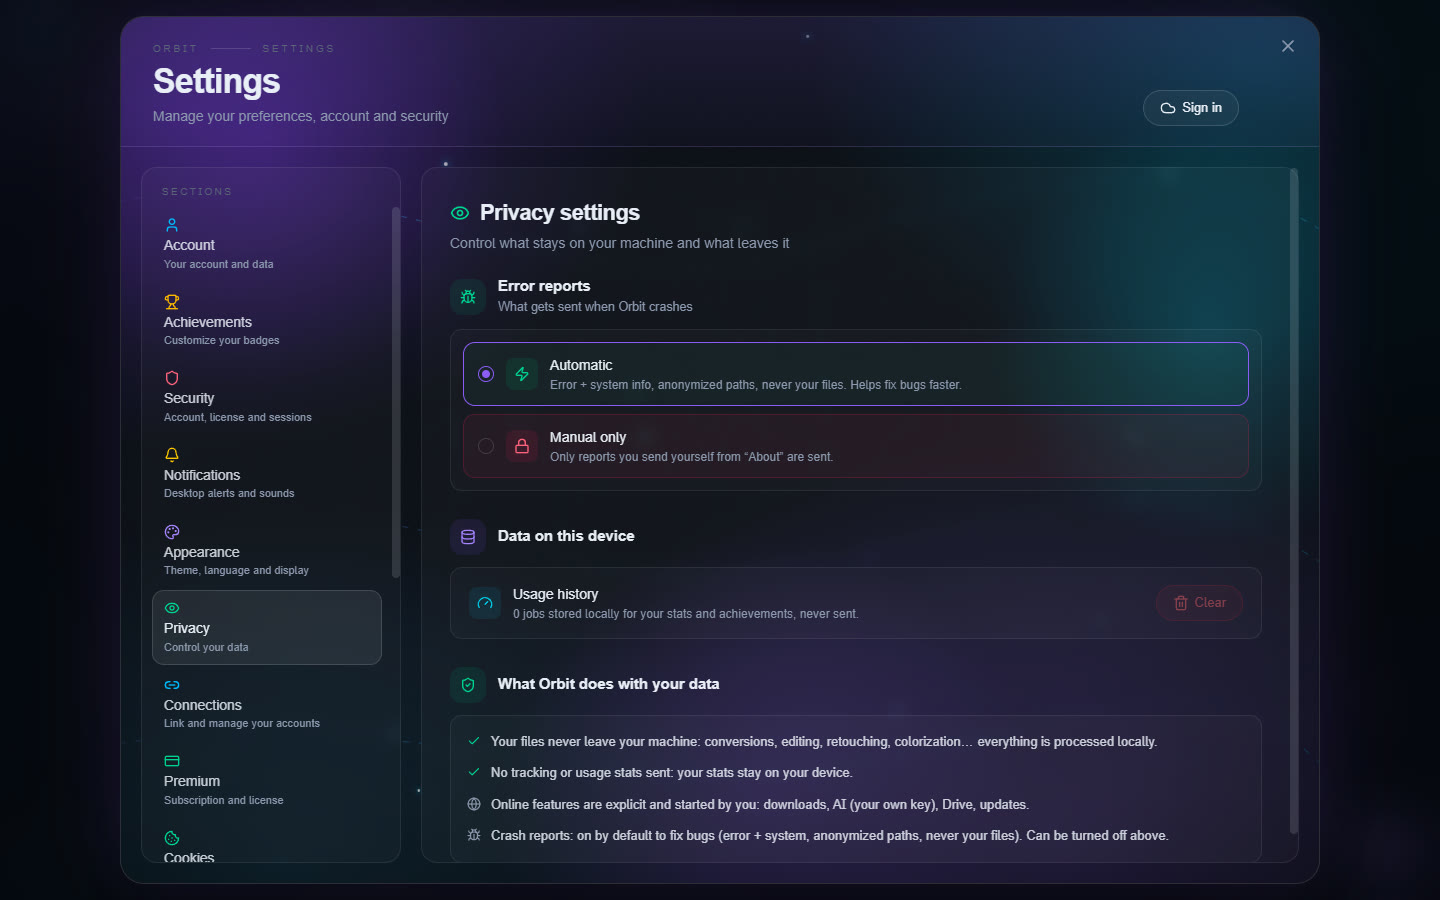 ORBIT SETTINGS
Settings
Manage your preferences, account and security
Sign in
SECTIONS
Account
Your account and data
Achievements
Customize your badges
Security
Account, license and sessions
Notifications
Desktop alerts and sounds
Appearance
Theme, language and display
Privacy
Control your data
Connections
Link and manage your accounts
Premium
Subscription and license
Cookies
Privacy settings
Control what stays on your machine and what leaves it
Error reports
What gets sent when Orbit crashes
Automatic
Error + system info, anonymized paths, never your files. Helps fix bugs faster.
Manual only
Only reports you send yourself from “About” are sent.
Data on this device
Usage history
0 jobs stored locally for your stats and achievements, never sent.
Clear
What Orbit does with your data
Your files never leave your machine: conversions, editing, retouching, colorization… everything is processed locally.
No tracking or usage stats sent: your stats stay on your device.
Online features are explicit and started by you: downloads, AI (your own key), Drive, updates.
Crash reports: on by default to fix bugs (error + system, anonymized paths, never your files). Can be turned off above.